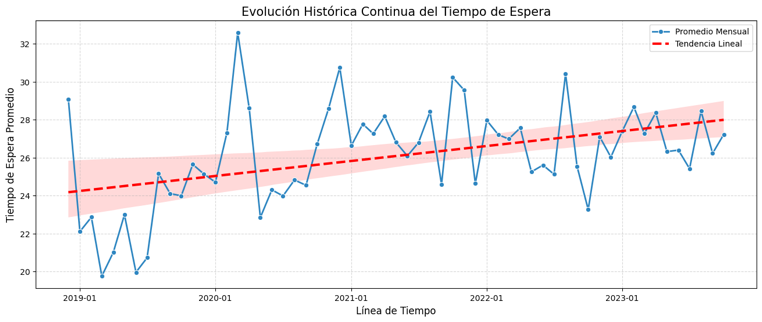 Evolución Histórica Continua del Tiempo de Espera
Promedio Mensual
Tendencia Lineal
Tiempo de Espera Promedio
32
30
28
26
24
22
20
2019-01
2020-01
2021-01
2022-01
2023-01
Línea de Tiempo